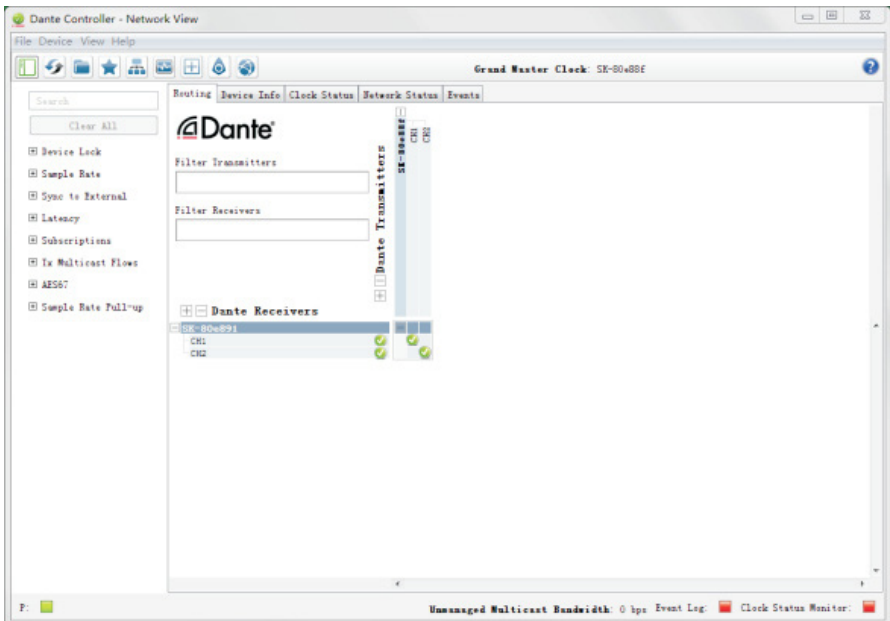 Dante Controller - Network View
File Device View Help
Grand Master Clock: SK-80e88f
Search
Clear All
Device Lock
Sample Rate
Sync to External
Latency
Subscriptions
Tx Multicast Flows
AES67
Sample Rate Pull-up
Routing Device Info Clock Status Network Status Events
Dante
Filter Transmitters
Filter Receivers
Dante Transmitters
SK-80e88f
CH1
CH2
Dante Receivers
SK-80e891
CH1
CH2
P: Unmanaged Multicast Bandwidth: 0 bps Event Log: Clock Status Monitor: